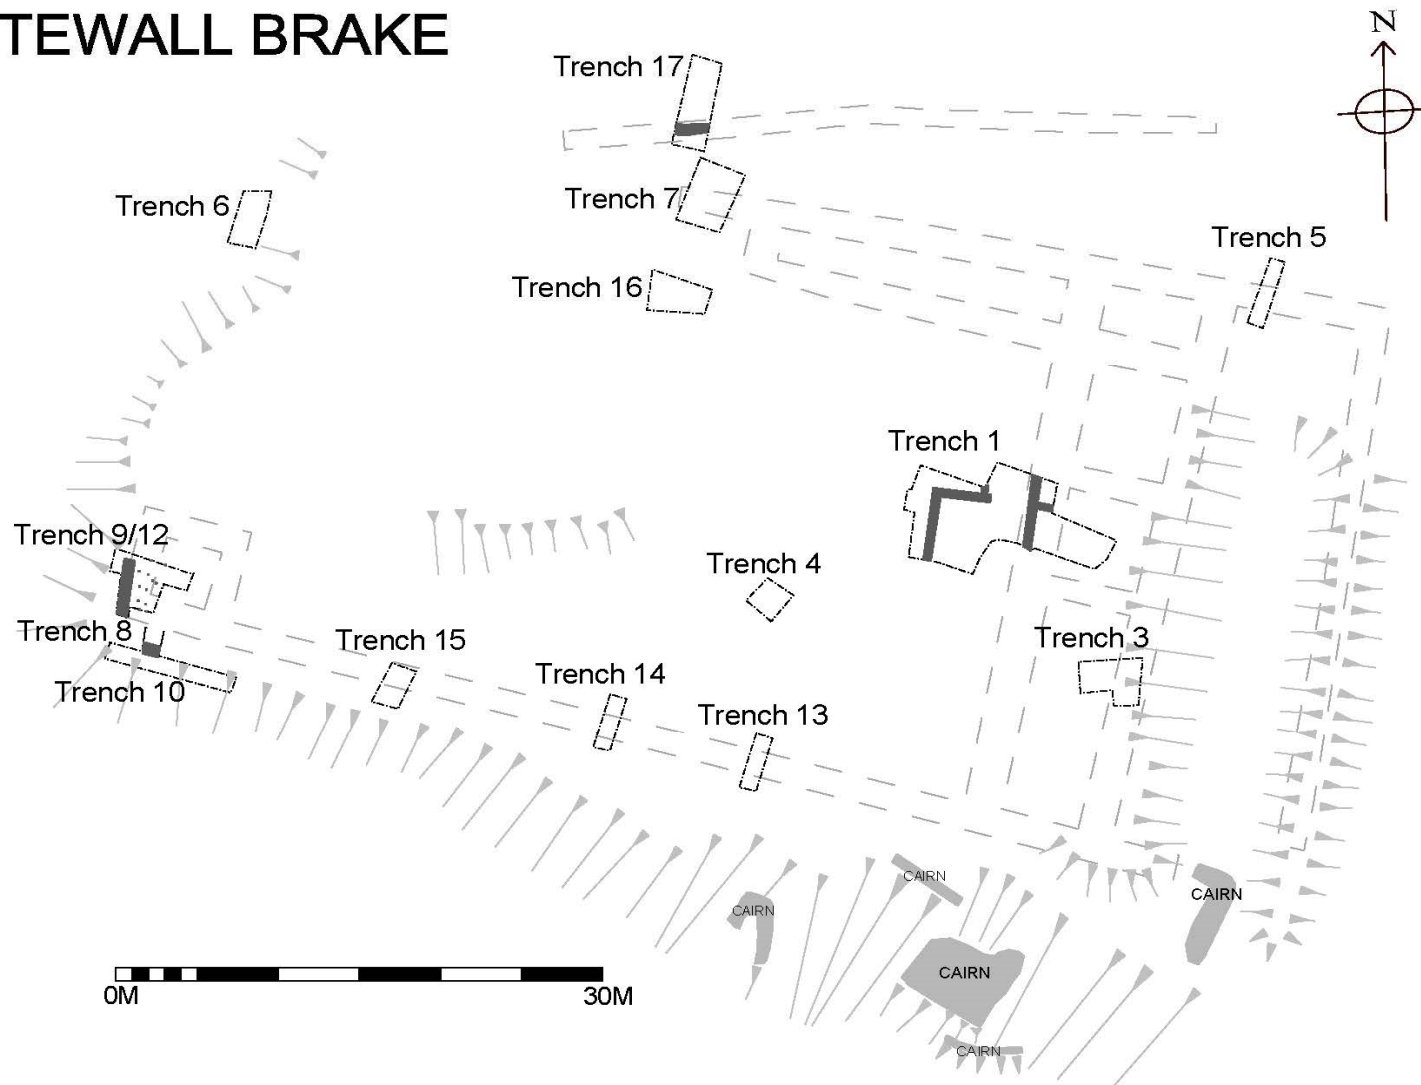 TEWALL BRAKE
N
Trench 17
Trench 6
Trench 7
Trench 5
Trench 16
Trench 1
Trench 9/12
Trench 4
Trench 8
Trench 15
Trench 3
Trench 14
Trench 10
Trench 13
CAIRN
CAIRN
CAIRN
CAIRN
0M
30M
CAIRN